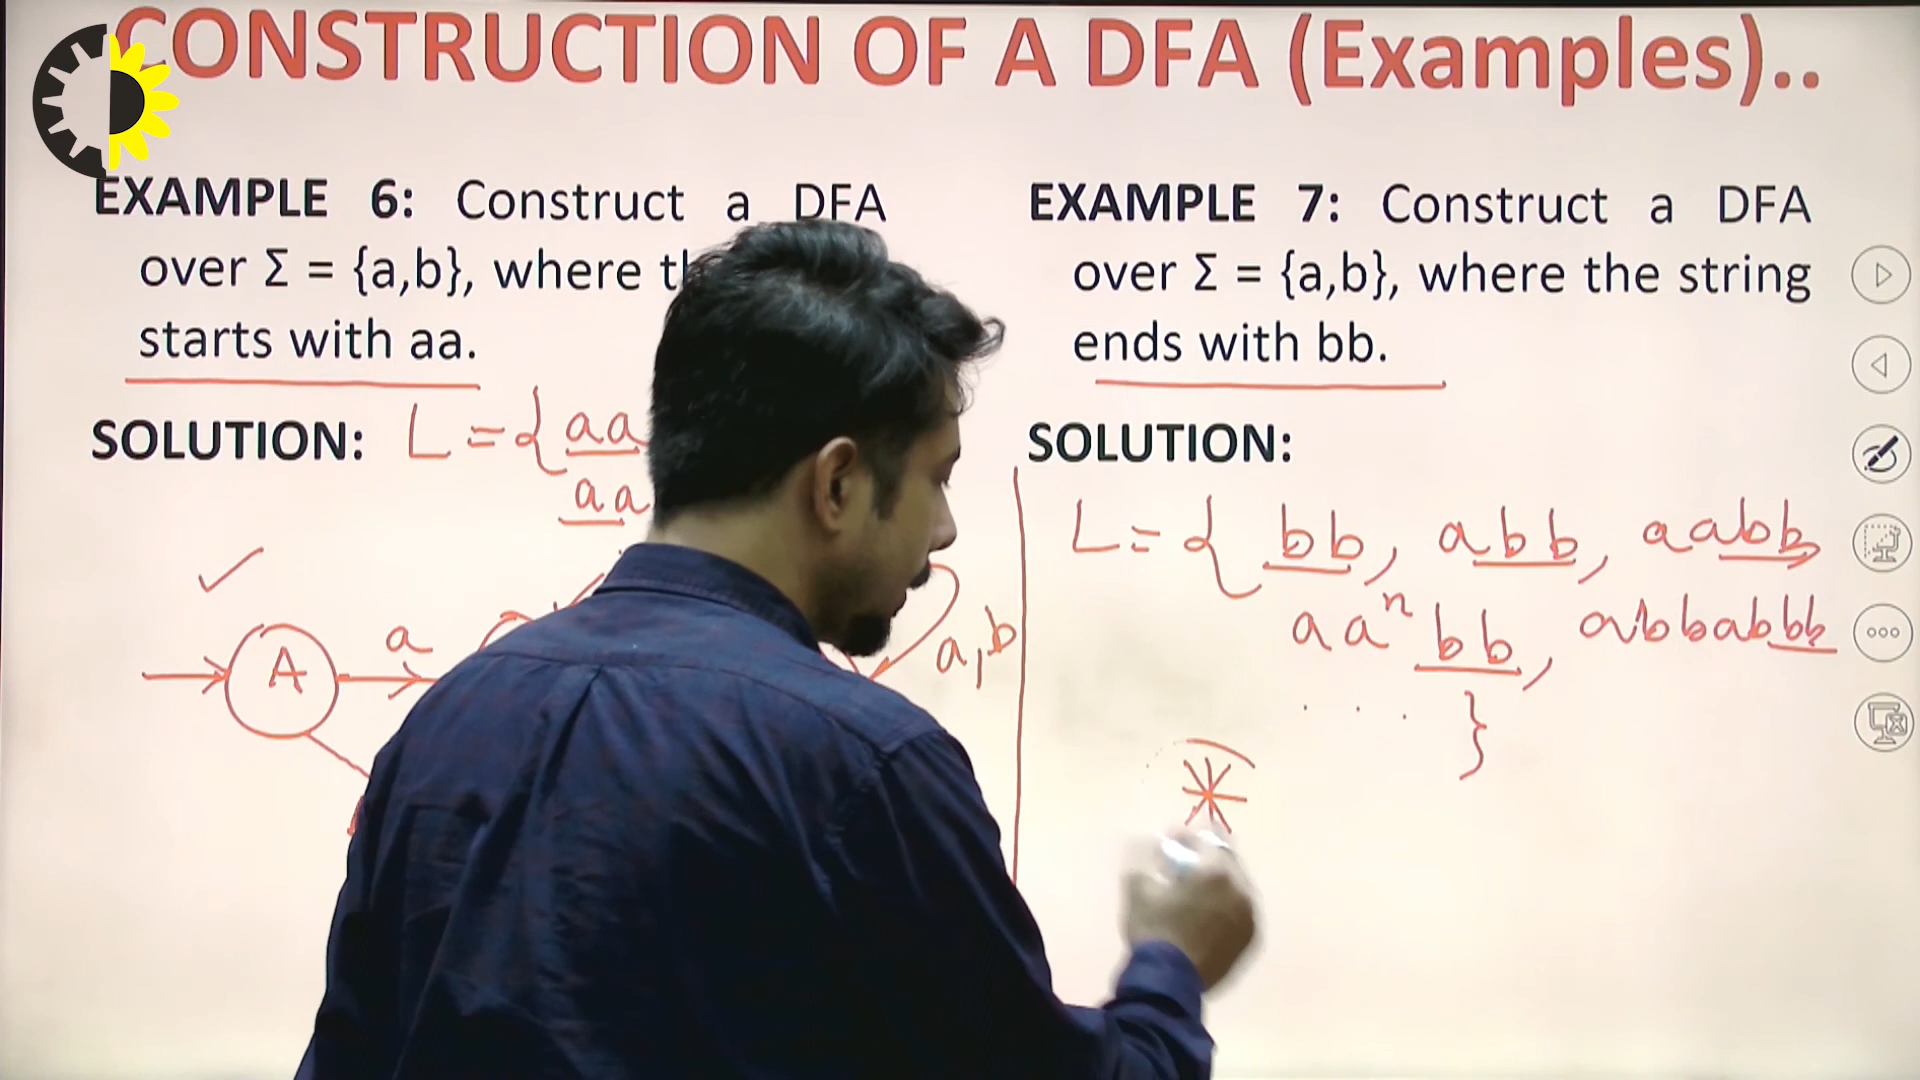 CONSTRUCTION OF A DFA (Examples)..
EXAMPLE 6: Construct a DFA
over Σ = {a,b}, where
starts with aa.
SOLUTION: L = { aa
aa
A a
a, b
EXAMPLE 7: Construct a DFA
over Σ = {a,b}, where the string
ends with bb.
SOLUTION:
L = { bb, abb, aabb,
aaⁿbb, abbabbb
. . . }
*